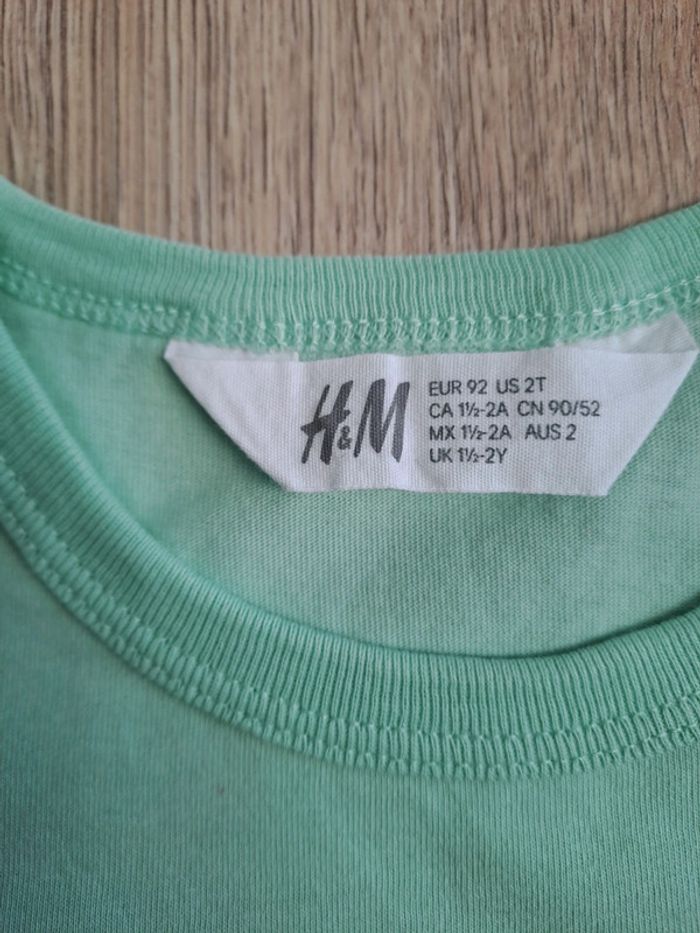 H&M
EUR 92 US 2T
CA 1½-2A CN 90/52
MX 1½-2A AUS 2
UK 1½-2Y